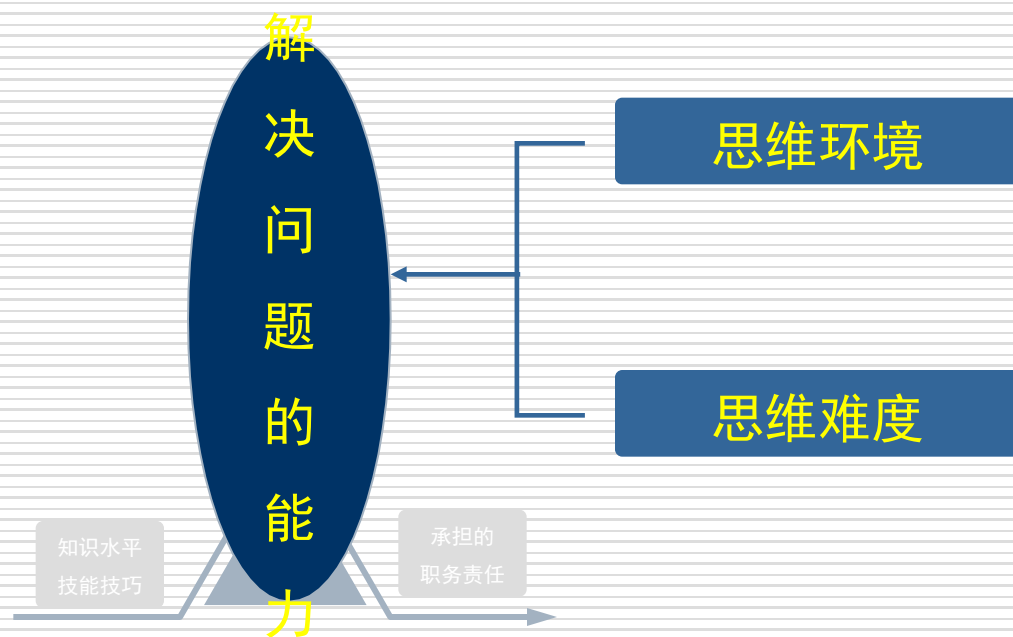 解
决
问
题
的
能
力
思维环境
思维难度
知识水平
技能技巧
承担的
职务责任